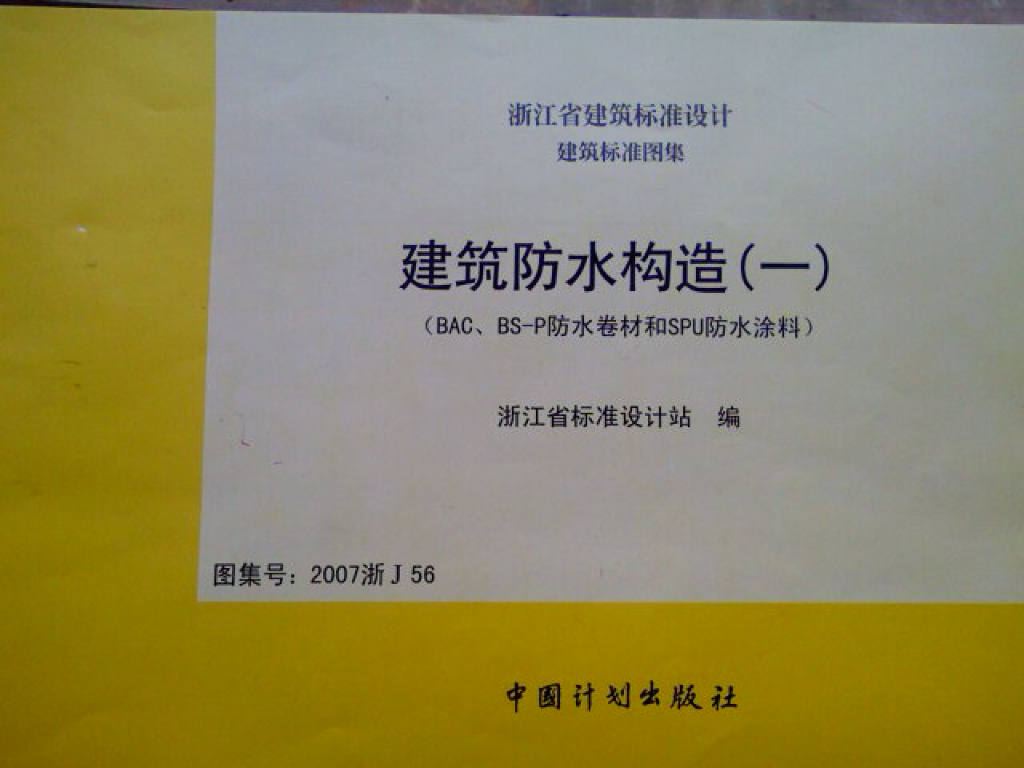 浙江省建筑标准设计
建筑标准图集
建筑防水构造(一)
（BAC、BS-P防水卷材和SPU防水涂料）
浙江省标准设计站　编
图集号：2007浙J56
中国计划出版社